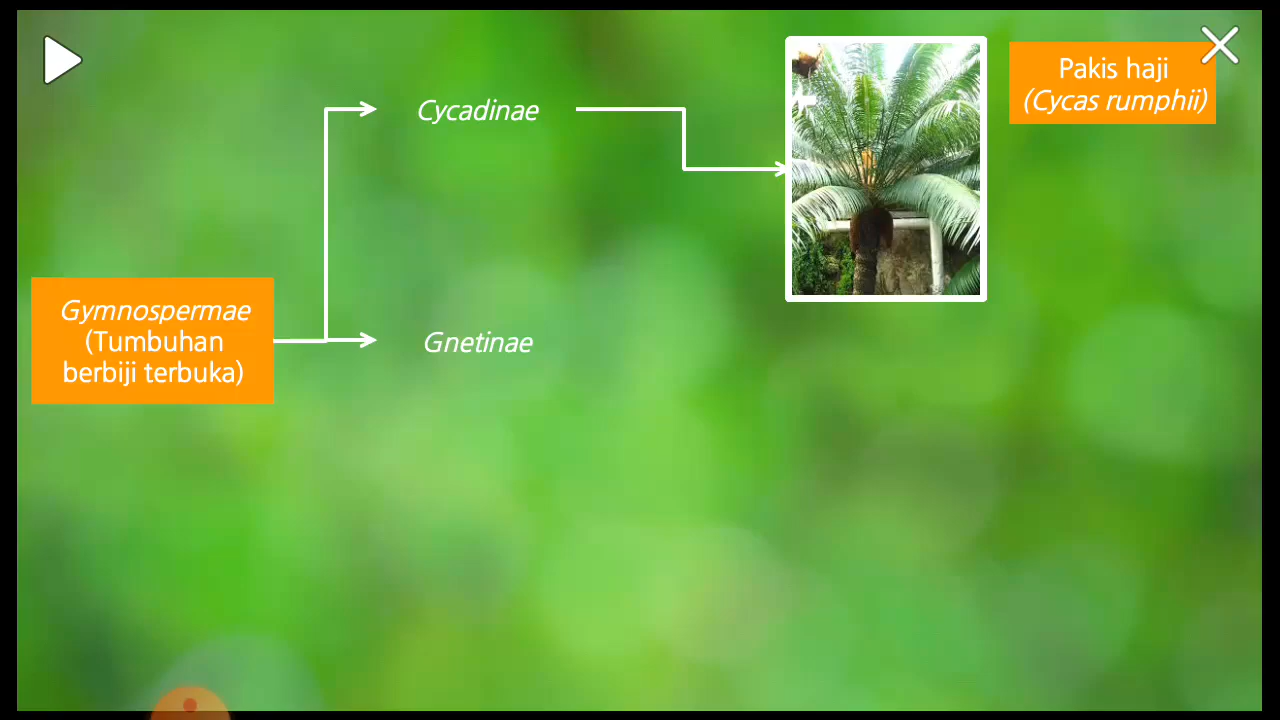 Pakis haji
(Cycas rumphii)
Cycadinae
Gymnospermae
(Tumbuhan
berbiji terbuka)
Gnetinae